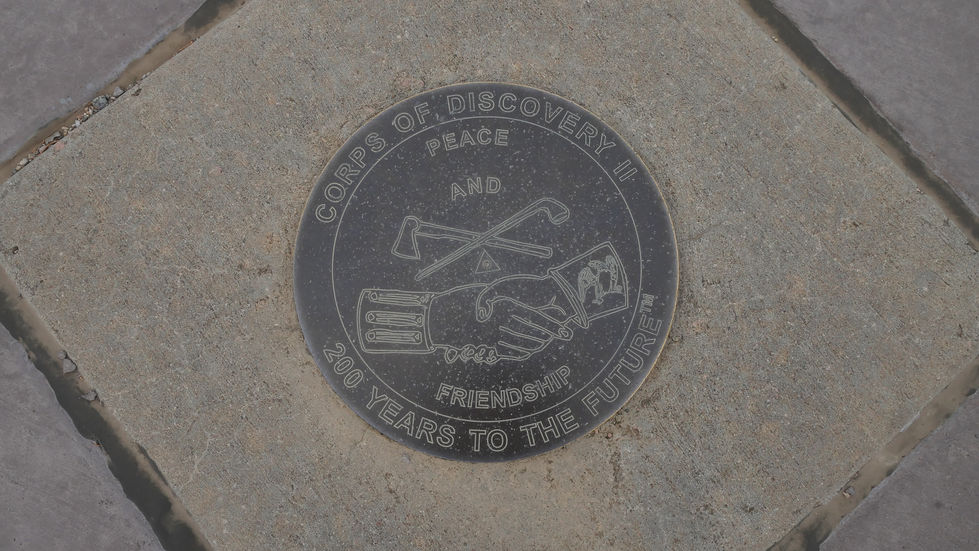 CORPS OF DISCOVERY II
PEACE
AND
FRIENDSHIP
200 YEARS TO THE FUTURE™